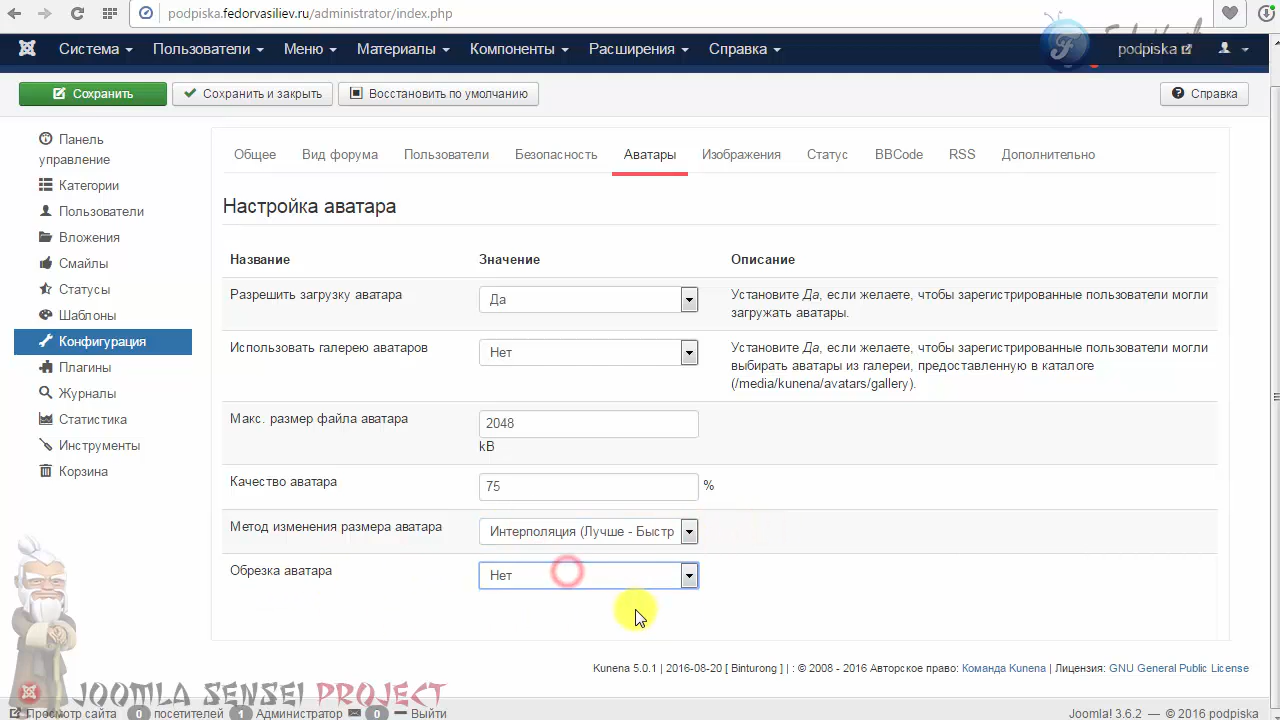 podpiska.fedorvasiliev.ru/administrator/index.php
Система Пользователи Меню Материалы Компоненты Расширения Справка podpiska
Сохранить Сохранить и закрыть Восстановить по умолчанию Справка
Панель управление
Категории
Пользователи
Вложения
Смайлы
Статусы
Шаблоны
Конфигурация
Плагины
Журналы
Статистика
Инструменты
Корзина
Общее Вид форума Пользователи Безопасность Аватары Изображения Статус BBCode RSS Дополнительно
Настройка аватара
Название Значение Описание
Разрешить загрузку аватара Да Установите Да, если желаете, чтобы зарегистрированные пользователи могли
загружать аватары.
Использовать галерею аватаров Нет Установите Да, если желаете, чтобы зарегистрированные пользователи могли
выбирать аватары из галереи, предоставленную в каталоге
(/media/kunena/avatars/gallery).
Макс. размер файла аватара 2048
kB
Качество аватара 75 %
Метод изменения размера аватара Интерполяция (Лучше - Быстр
Обрезка аватара Нет
Kunena 5.0.1 | 2016-08-20 [ Binturong ] | : © 2008 - 2016 Авторское право: Команда Kunena | Лицензия: GNU General Public License
JOOMLA SENSEI PROJECT
Просмотр сайта 0 посетителей 1 Администратор 0 Выйти Joomla! 3.6.2 — © 2016 podpiska